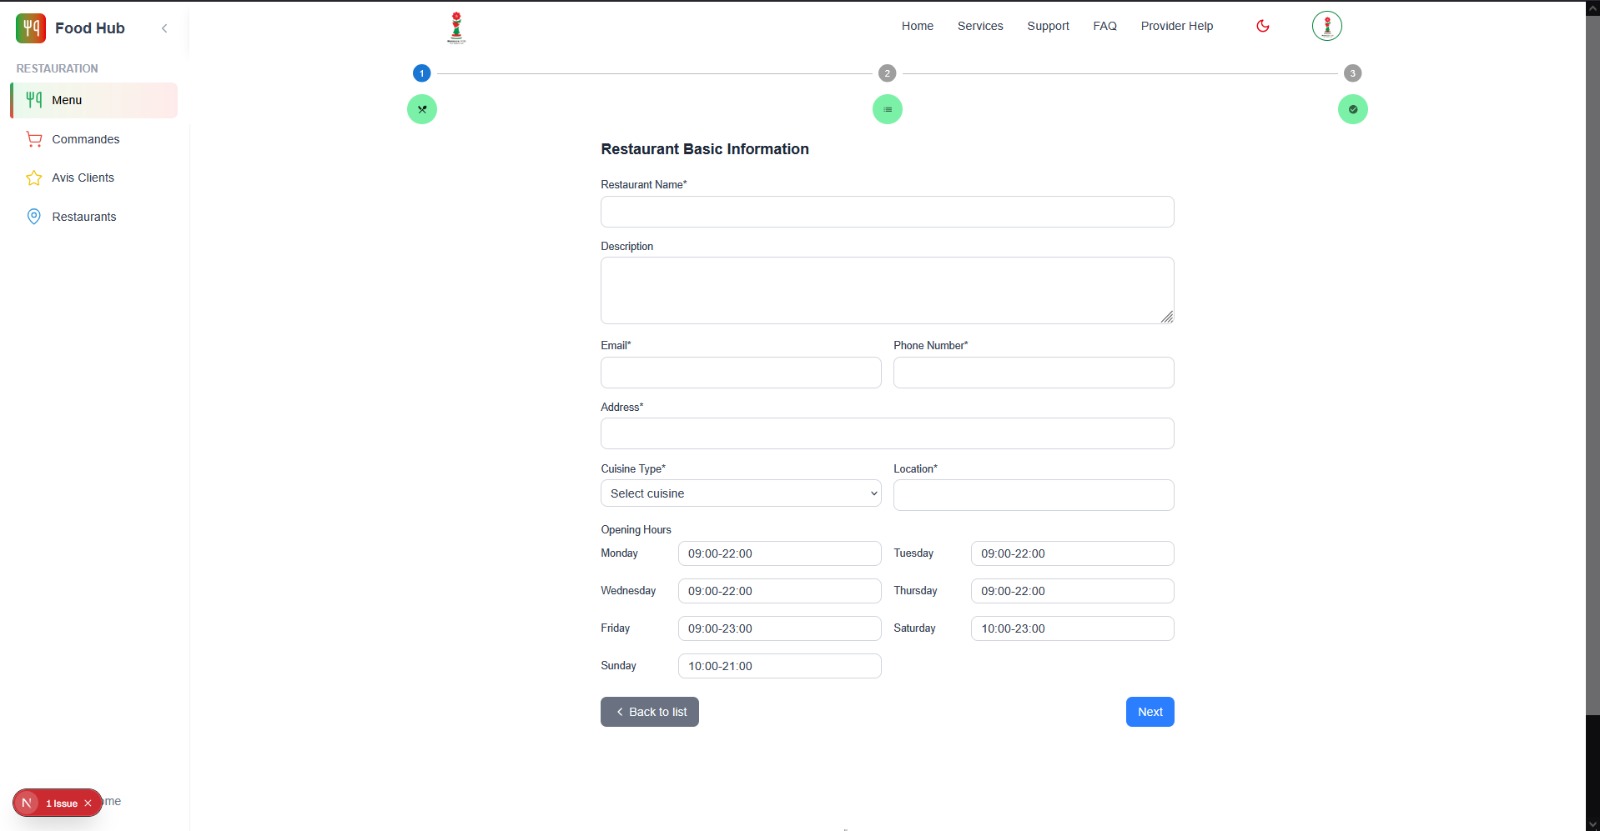 Food Hub
Home Services Support FAQ Provider Help
RESTAURATION
Menu
Commandes
Avis Clients
Restaurants
1 2 3
Restaurant Basic Information
Restaurant Name*
Description
Email* Phone Number*
Address*
Cuisine Type* Location*
Select cuisine
Opening Hours
Monday 09:00-22:00 Tuesday 09:00-22:00
Wednesday 09:00-22:00 Thursday 09:00-22:00
Friday 09:00-23:00 Saturday 10:00-23:00
Sunday 10:00-21:00
Back to list Next
N 1 Issue